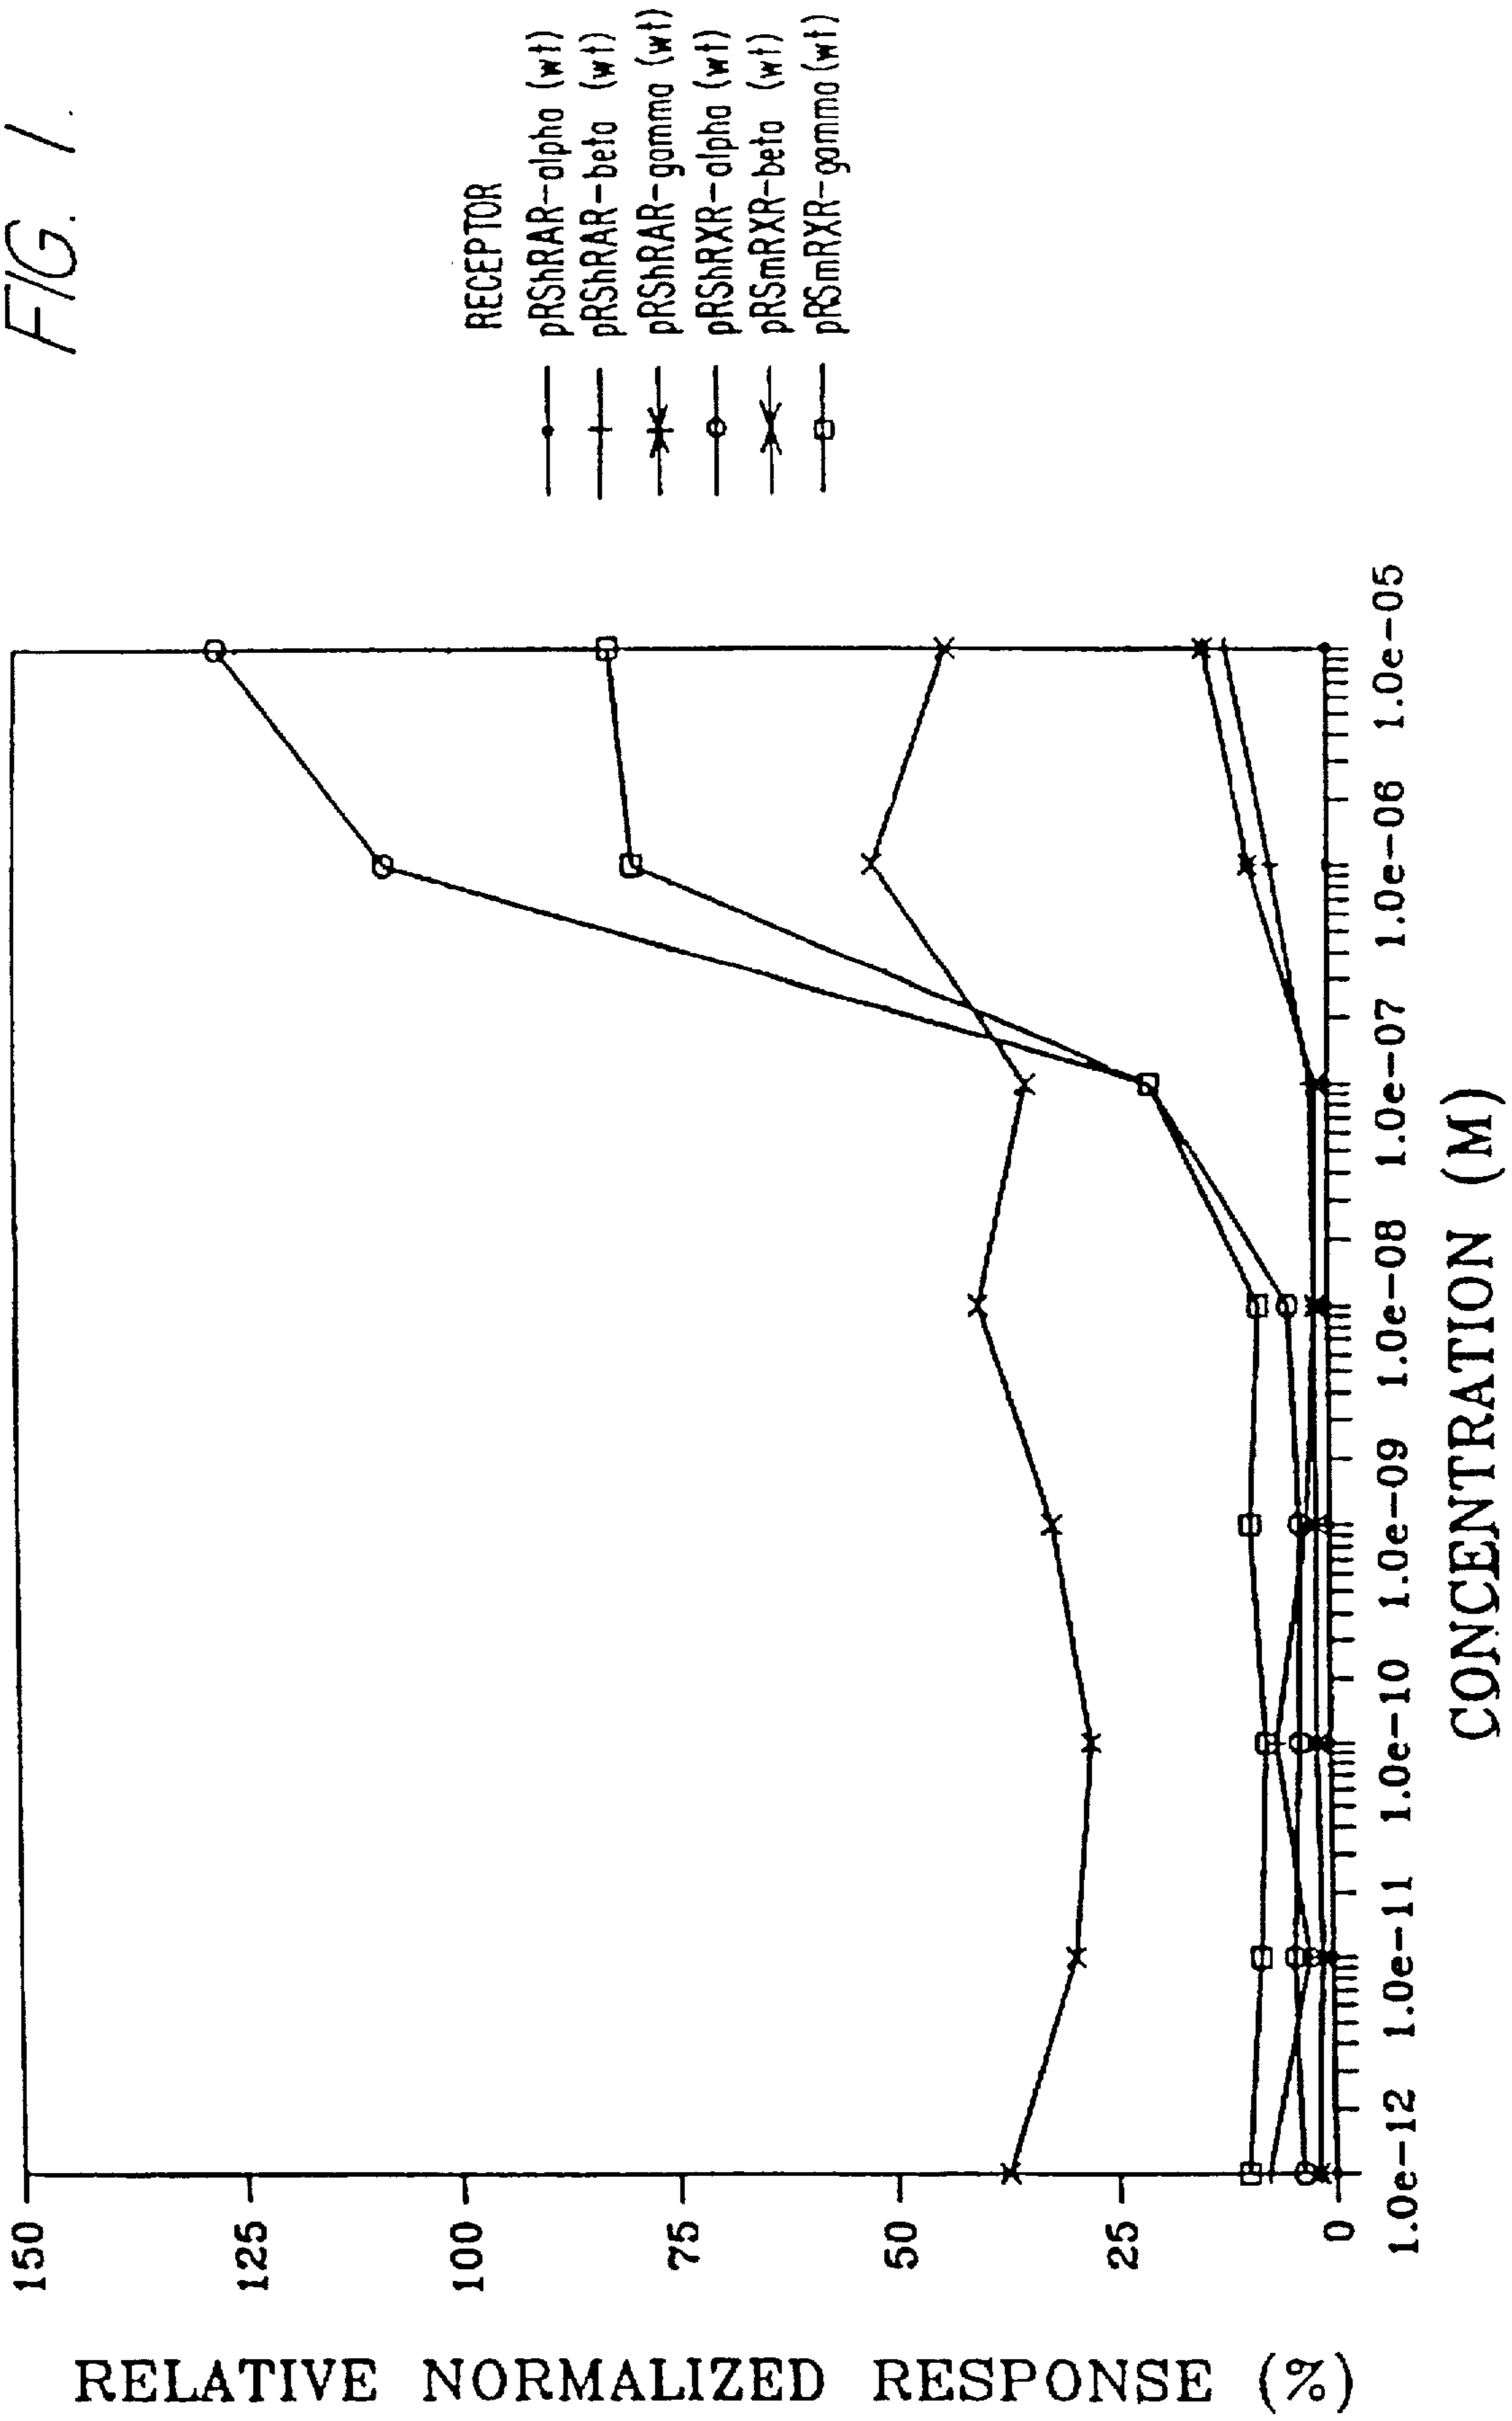 FIG. 1.
RECEPTOR
pRShRAR-alpha (wt)
pRShRAR-beta (wt)
pRShRAR-gamma (wt)
pRShRXR-alpha (wt)
pRSmRXR-beta (wt)
pRSmRXR-gamma (wt)
RELATIVE NORMALIZED RESPONSE (%)
150
125
100
75
50
25
0
1.0e-12 1.0e-11 1.0e-10 1.0e-09 1.0e-08 1.0e-07 1.0e-06 1.0e-05
CONCENTRATION (M)